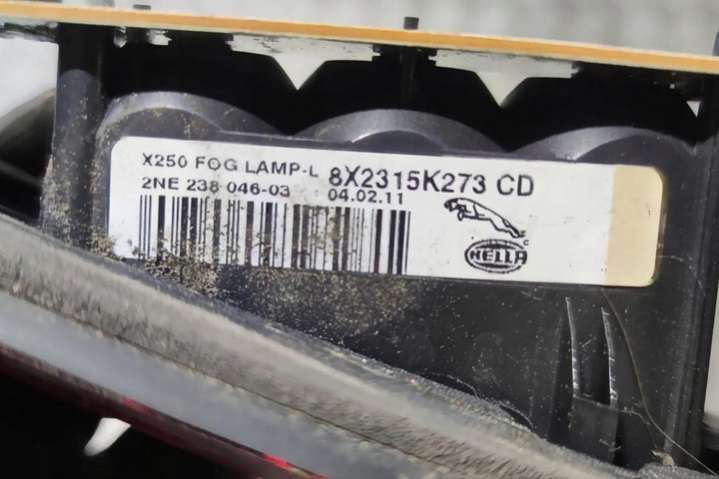 X250 FOG LAMP-L 8X2315K273 CD
2NE 238 046-03 04.02.11
HELLA